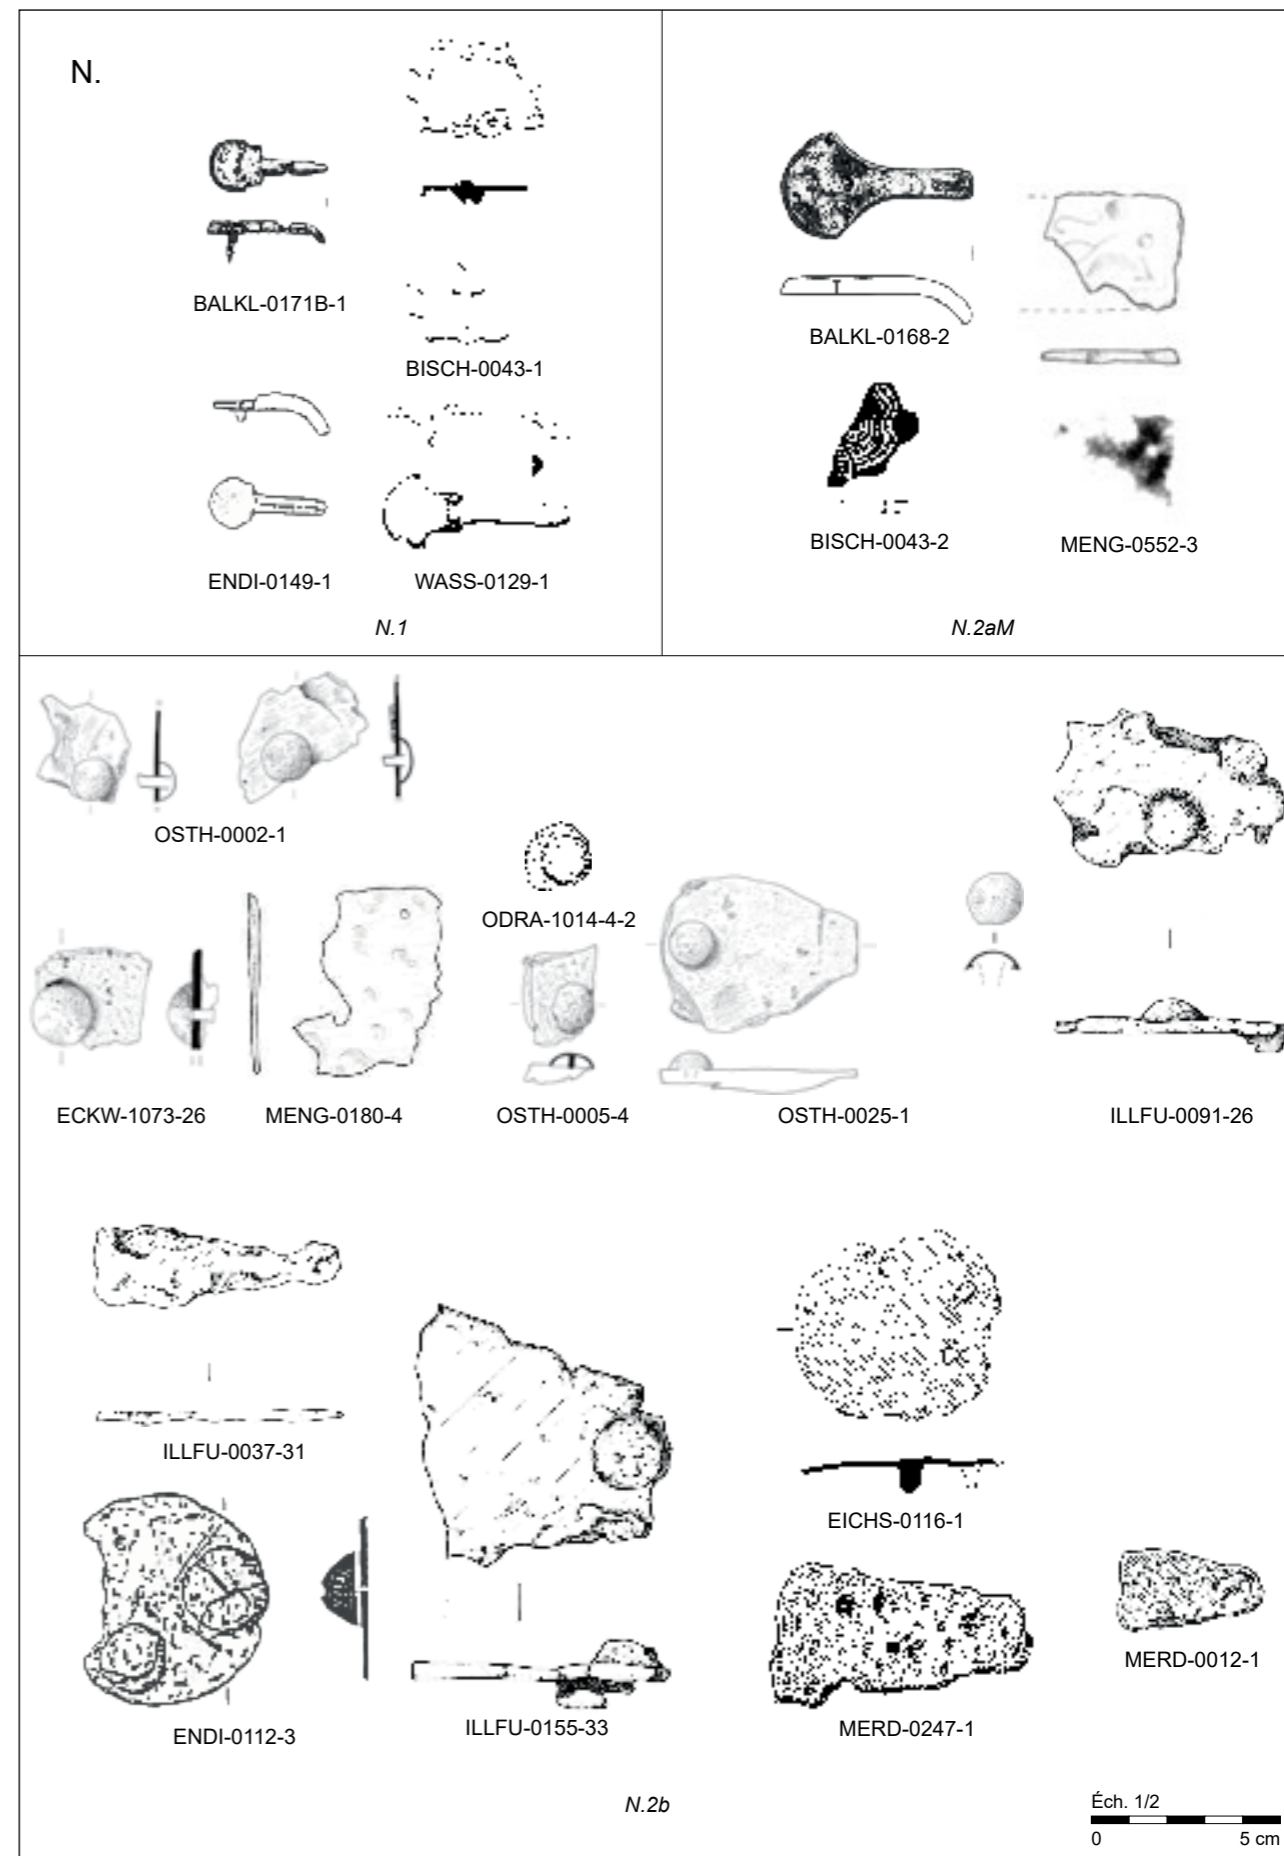 N.
BALKL-0171B-1
BISCH-0043-1
ENDI-0149-1
WASS-0129-1
N.1
BALKL-0168-2
BISCH-0043-2
MENG-0552-3
N.2aM
OSTH-0002-1
ODRA-1014-4-2
ECKW-1073-26
MENG-0180-4
OSTH-0005-4
OSTH-0025-1
ILLFU-0091-26
ILLFU-0037-31
EICHS-0116-1
MERD-0012-1
ENDI-0112-3
ILLFU-0155-33
MERD-0247-1
N.2b
Éch. 1/2
0 5 cm